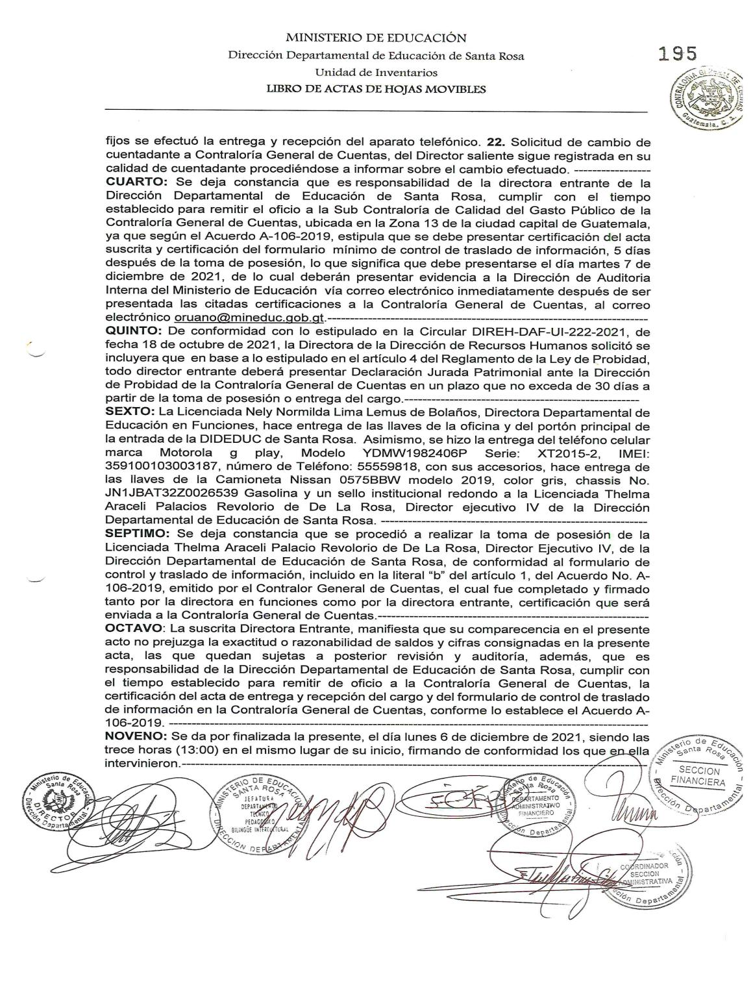 MINISTERIO DE EDUCACIÓN
Dirección Departamental de Educación de Santa Rosa
Unidad de Inventarios
LIBRO DE ACTAS DE HOJAS MOVIBLES
195
CONTRALORIA GENERAL DE CUENTAS
Guatemala, C. A.
fijos se efectuó la entrega y recepción del aparato telefónico. 22. Solicitud de cambio de
cuentadante a Contraloría General de Cuentas, del Director saliente sigue registrada en su
calidad de cuentadante procediéndose a informar sobre el cambio efectuado. -----------------
CUARTO: Se deja constancia que es responsabilidad de la directora entrante de la
Dirección Departamental de Educación de Santa Rosa, cumplir con el tiempo
establecido para remitir el oficio a la Sub Contraloría de Calidad del Gasto Público de la
Contraloría General de Cuentas, ubicada en la Zona 13 de la ciudad capital de Guatemala,
ya que según el Acuerdo A-106-2019, estipula que se debe presentar certificación del acta
suscrita y certificación del formulario mínimo de control de traslado de información, 5 días
después de la toma de posesión, lo que significa que debe presentarse el día martes 7 de
diciembre de 2021, de lo cual deberán presentar evidencia a la Dirección de Auditoria
Interna del Ministerio de Educación vía correo electrónico inmediatamente después de ser
presentada las citadas certificaciones a la Contraloría General de Cuentas, al correo
electrónico oruano@mineduc.gob.gt.-----------------------------------------------------------------------
QUINTO: De conformidad con lo estipulado en la Circular DIREH-DAF-UI-222-2021, de
fecha 18 de octubre de 2021, la Directora de la Dirección de Recursos Humanos solicitó se
incluyera que en base a lo estipulado en el artículo 4 del Reglamento de la Ley de Probidad,
todo director entrante deberá presentar Declaración Jurada Patrimonial ante la Dirección
de Probidad de la Contraloría General de Cuentas en un plazo que no exceda de 30 días a
partir de la toma de posesión o entrega del cargo.----------------------------------------------------
SEXTO: La Licenciada Nely Normilda Lima Lemus de Bolaños, Directora Departamental de
Educación en Funciones, hace entrega de las llaves de la oficina y del portón principal de
la entrada de la DIDEDUC de Santa Rosa. Asimismo, se hizo la entrega del teléfono celular
marca Motorola g play, Modelo YDMW1982406P Serie: XT2015-2, IMEI:
359100103003187, número de Teléfono: 55559818, con sus accesorios, hace entrega de
las llaves de la Camioneta Nissan 0575BBW modelo 2019, color gris, chassis No.
JN1JBAT32Z0026539 Gasolina y un sello institucional redondo a la Licenciada Thelma
Araceli Palacios Revolorio de De La Rosa, Director ejecutivo IV de la Dirección
Departamental de Educación de Santa Rosa. -----------------------------------------------------------
SEPTIMO: Se deja constancia que se procedió a realizar la toma de posesión de la
Licenciada Thelma Araceli Palacio Revolorio de De La Rosa, Director Ejecutivo IV, de la
Dirección Departamental de Educación de Santa Rosa, de conformidad al formulario de
control y traslado de información, incluido en la literal “b” del artículo 1, del Acuerdo No. A-
106-2019, emitido por el Contralor General de Cuentas, el cual fue completado y firmado
tanto por la directora en funciones como por la directora entrante, certificación que será
enviada a la Contraloría General de Cuentas.------------------------------------------------------------
OCTAVO: La suscrita Directora Entrante, manifiesta que su comparecencia en el presente
acto no prejuzga la exactitud o razonabilidad de saldos y cifras consignadas en la presente
acta, las que quedan sujetas a posterior revisión y auditoría, además, que es
responsabilidad de la Dirección Departamental de Educación de Santa Rosa, cumplir con
el tiempo establecido para remitir de oficio a la Contraloría General de Cuentas, la
certificación del acta de entrega y recepción del cargo y del formulario de control de traslado
de información en la Contraloría General de Cuentas, conforme lo establece el Acuerdo A-
106-2019. ----------------------------------------------------------------------------------------------------------
NOVENO: Se da por finalizada la presente, el día lunes 6 de diciembre de 2021, siendo las
trece horas (13:00) en el mismo lugar de su inicio, firmando de conformidad los que en ella
intervinieron.-------------------------------------------------------------------------------------------------------
Ministerio de Educación
Santa Rosa
DIRECTOR
Dirección Departamental
MINISTERIO DE EDUCACION
SANTA ROSA
JEFATURA
DEPARTAMENTO
TECNICO
PEDAGOGICO
BILINGÜE INTERCULTURAL
DIRECCION DEPARTAMENTAL
Ministerio de Educación
Santa Rosa
DEPARTAMENTO
ADMINISTRATIVO
FINANCIERO
Departamental
Ministerio de Educación
Santa Rosa
SECCION
FINANCIERA
Dirección Departamental
COORDINADOR
SECCION
ADMINISTRATIVA
Dirección Departamental